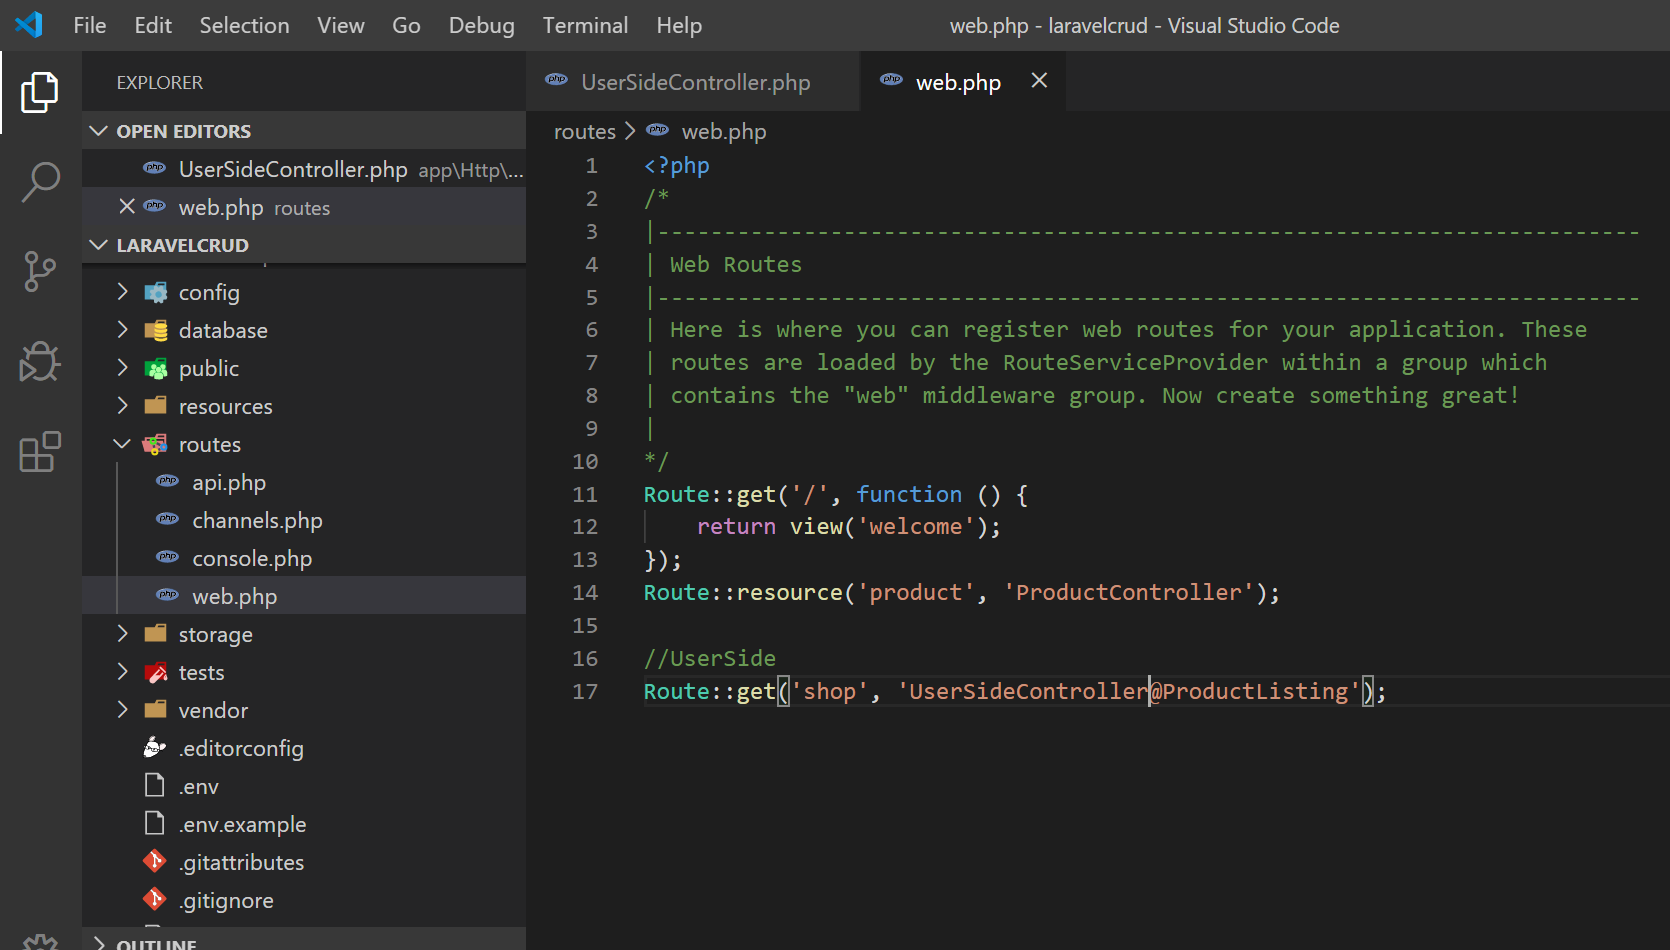 File Edit Selection View Go Debug Terminal Help web.php - laravelcrud - Visual Studio Code
EXPLORER
OPEN EDITORS
UserSideController.php app\Http\...
web.php routes
LARAVELCRUD
config
database
public
resources
routes
api.php
channels.php
console.php
web.php
storage
tests
vendor
.editorconfig
.env
.env.example
.gitattributes
.gitignore
OUTLINE
UserSideController.php web.php
routes > web.php
1 <?php
2 /*
3 |--------------------------------------------------------------------------
4 | Web Routes
5 |--------------------------------------------------------------------------
6 | Here is where you can register web routes for your application. These
7 | routes are loaded by the RouteServiceProvider within a group which
8 | contains the "web" middleware group. Now create something great!
9 |
10 */
11 Route::get('/', function () {
12     return view('welcome');
13 });
14 Route::resource('product', 'ProductController');
15
16 //UserSide
17 Route::get('shop', 'UserSideController@ProductListing');